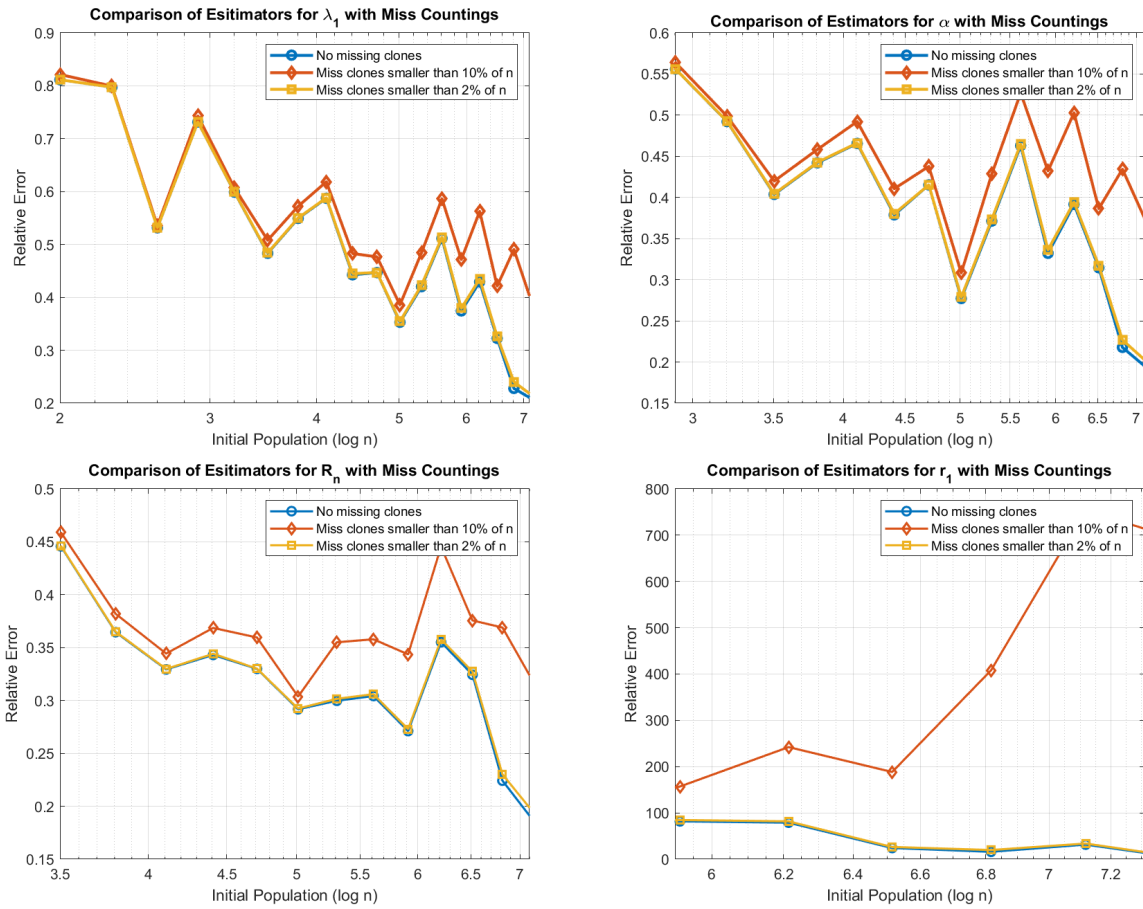 Comparison of Esitimators for λ1 with Miss Countings
No missing clones
Miss clones smaller than 10% of n
Miss clones smaller than 2% of n
0.9
0.8
0.7
0.6
0.5
0.4
0.3
0.2
Relative Error
2 3 4 5 6 7
Initial Population (log n)
Comparison of Esitimators for α with Miss Countings
No missing clones
Miss clones smaller than 10% of n
Miss clones smaller than 2% of n
0.6
0.55
0.5
0.45
0.4
0.35
0.3
0.25
0.2
0.15
Relative Error
3 3.5 4 4.5 5 5.5 6 6.5 7
Initial Population (log n)
Comparison of Esitimators for Rn with Miss Countings
No missing clones
Miss clones smaller than 10% of n
Miss clones smaller than 2% of n
0.5
0.45
0.4
0.35
0.3
0.25
0.2
0.15
Relative Error
3.5 4 5 6 7
Initial Population (log n)
Comparison of Esitimators for r1 with Miss Countings
No missing clones
Miss clones smaller than 10% of n
Miss clones smaller than 2% of n
800
700
600
500
400
300
200
100
0
Relative Error
6 6.2 6.4 6.6 6.8 7 7.2
Initial Population (log n)